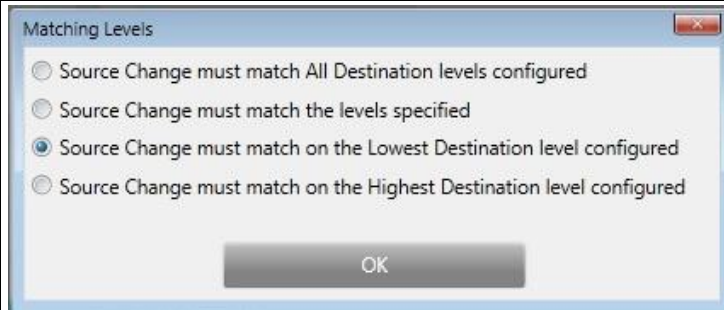 Matching Levels
Source Change must match All Destination levels configured
Source Change must match the levels specified
Source Change must match on the Lowest Destination level configured
Source Change must match on the Highest Destination level configured
OK